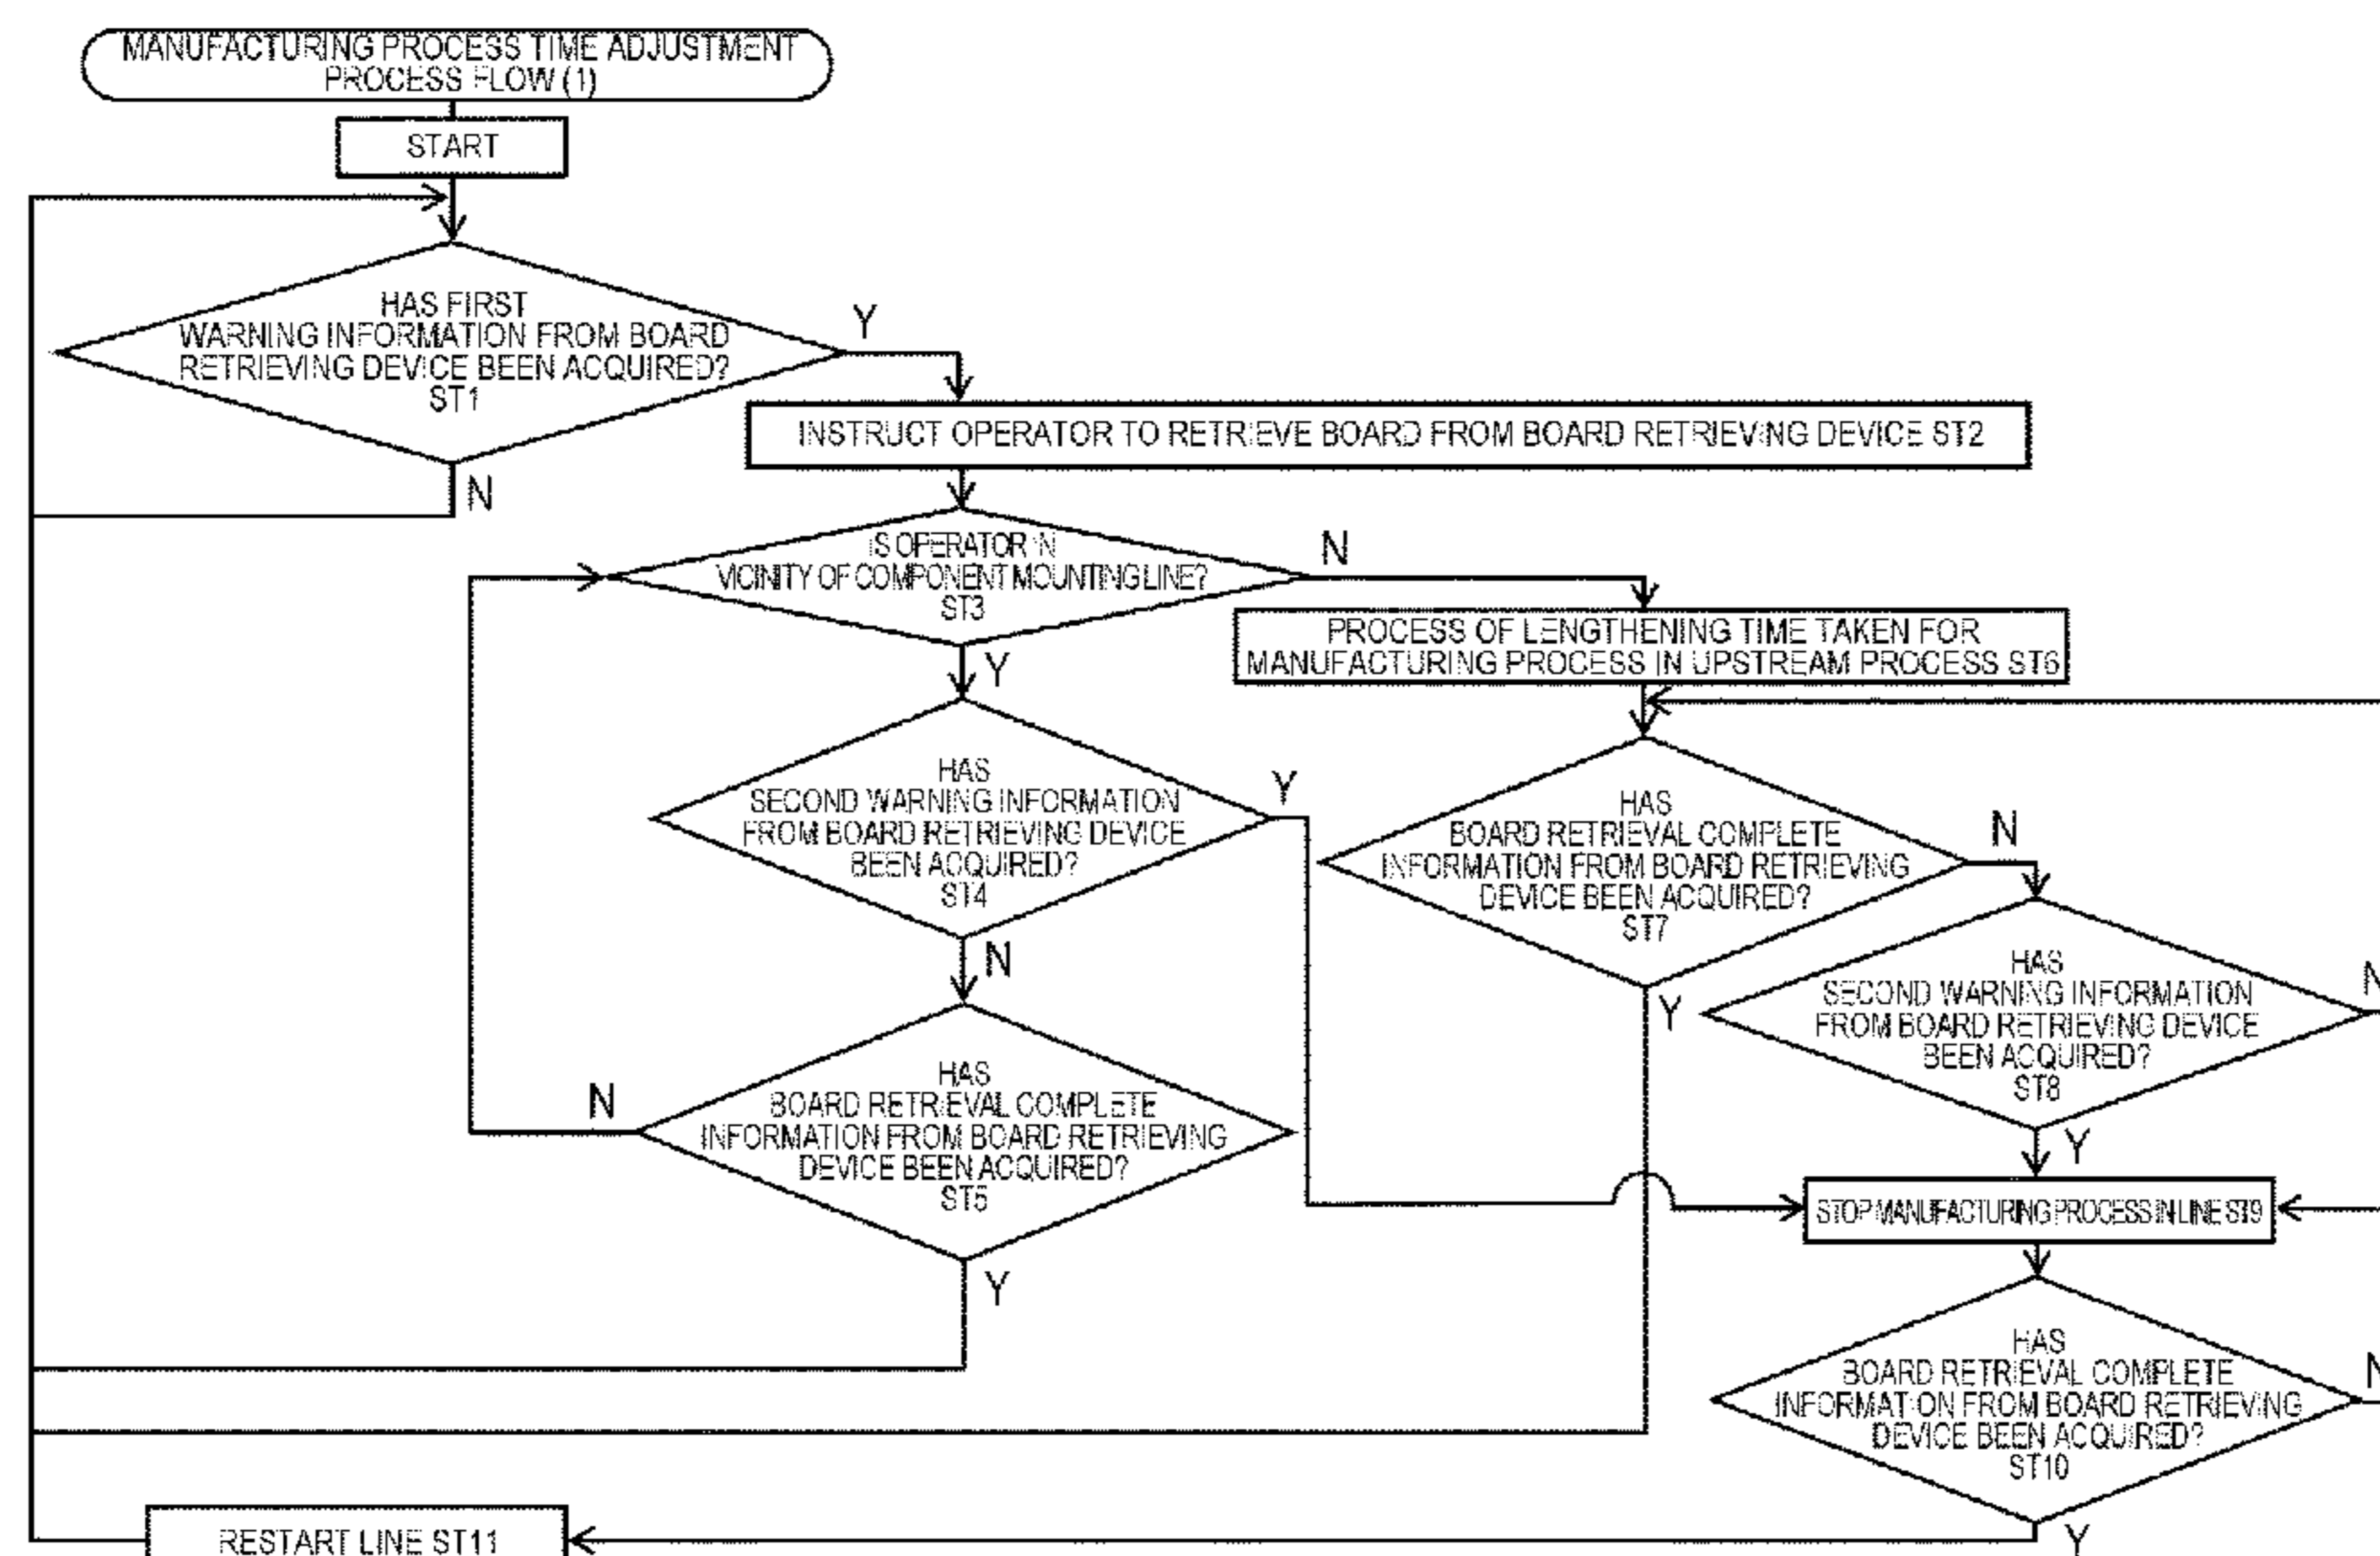 MANUFACTURING PROCESS TIME ADJUSTMENT
PROCESS FLOW (1)
START
HAS FIRST
WARNING INFORMATION FROM BOARD
RETRIEVING DEVICE BEEN ACQUIRED?
ST1
Y
N
INSTRUCT OPERATOR TO RETRIEVE BOARD FROM BOARD RETRIEVING DEVICE ST2
IS OPERATOR IN
VICINITY OF COMPONENT MOUNTING LINE?
ST3
N
Y
PROCESS OF LENGTHENING TIME TAKEN FOR
MANUFACTURING PROCESS IN UPSTREAM PROCESS ST6
HAS
SECOND WARNING INFORMATION
FROM BOARD RETRIEVING DEVICE
BEEN ACQUIRED?
ST4
Y
N
HAS
BOARD RETRIEVAL COMPLETE
INFORMATION FROM BOARD RETRIEVING
DEVICE BEEN ACQUIRED?
ST7
N
Y
HAS
SECOND WARNING INFORMATION
FROM BOARD RETRIEVING DEVICE
BEEN ACQUIRED?
ST8
N
Y
HAS
BOARD RETRIEVAL COMPLETE
INFORMATION FROM BOARD RETRIEVING
DEVICE BEEN ACQUIRED?
ST5
N
Y
STOP MANUFACTURING PROCESS IN LINE ST9
HAS
BOARD RETRIEVAL COMPLETE
INFORMATION FROM BOARD RETRIEVING
DEVICE BEEN ACQUIRED?
ST10
N
Y
RESTART LINE ST11